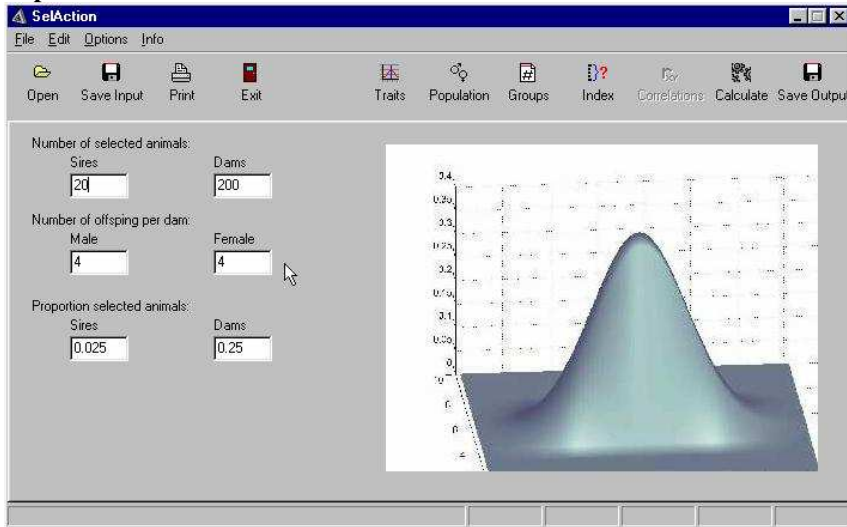 SelAction
File Edit Options Info
Open Save Input Print Exit Traits Population Groups Index Correlations Calculate Save Output
Number of selected animals:
Sires Dams
20 200
Number of offsping per dam:
Male Female
4 4
Proportion selected animals:
Sires Dams
0.025 0.25